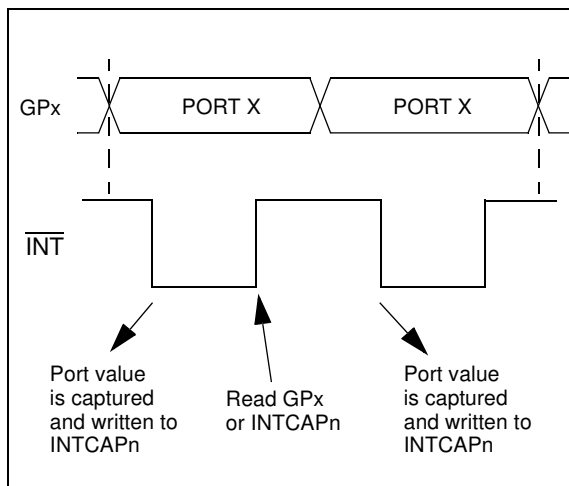 GPx
PORT X
PORT X
INT
Port value
is captured
and written to
INTCAPn
Read GPx
or INTCAPn
Port value
is captured
and written to
INTCAPn